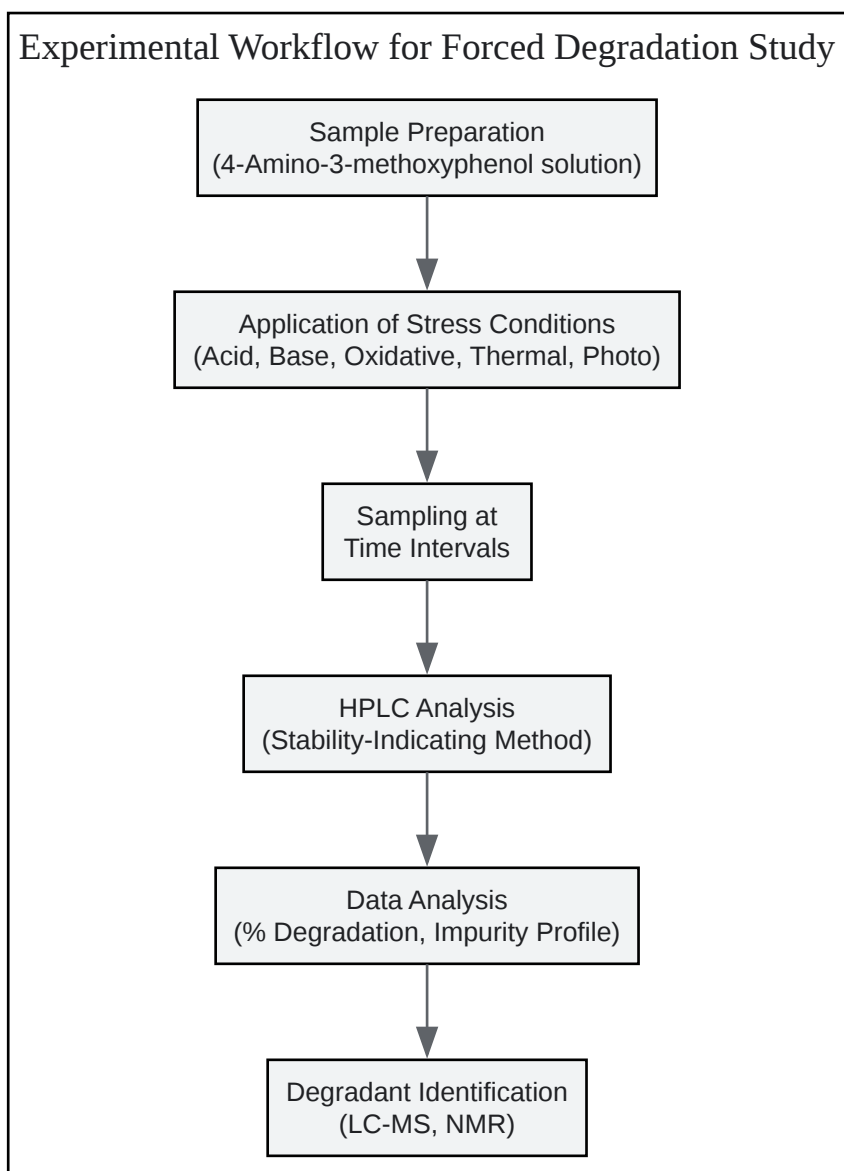 Experimental Workflow for Forced Degradation Study
Sample Preparation
(4-Amino-3-methoxyphenol solution)
Application of Stress Conditions
(Acid, Base, Oxidative, Thermal, Photo)
Sampling at
Time Intervals
HPLC Analysis
(Stability-Indicating Method)
Data Analysis
(% Degradation, Impurity Profile)
Degradant Identification
(LC-MS, NMR)